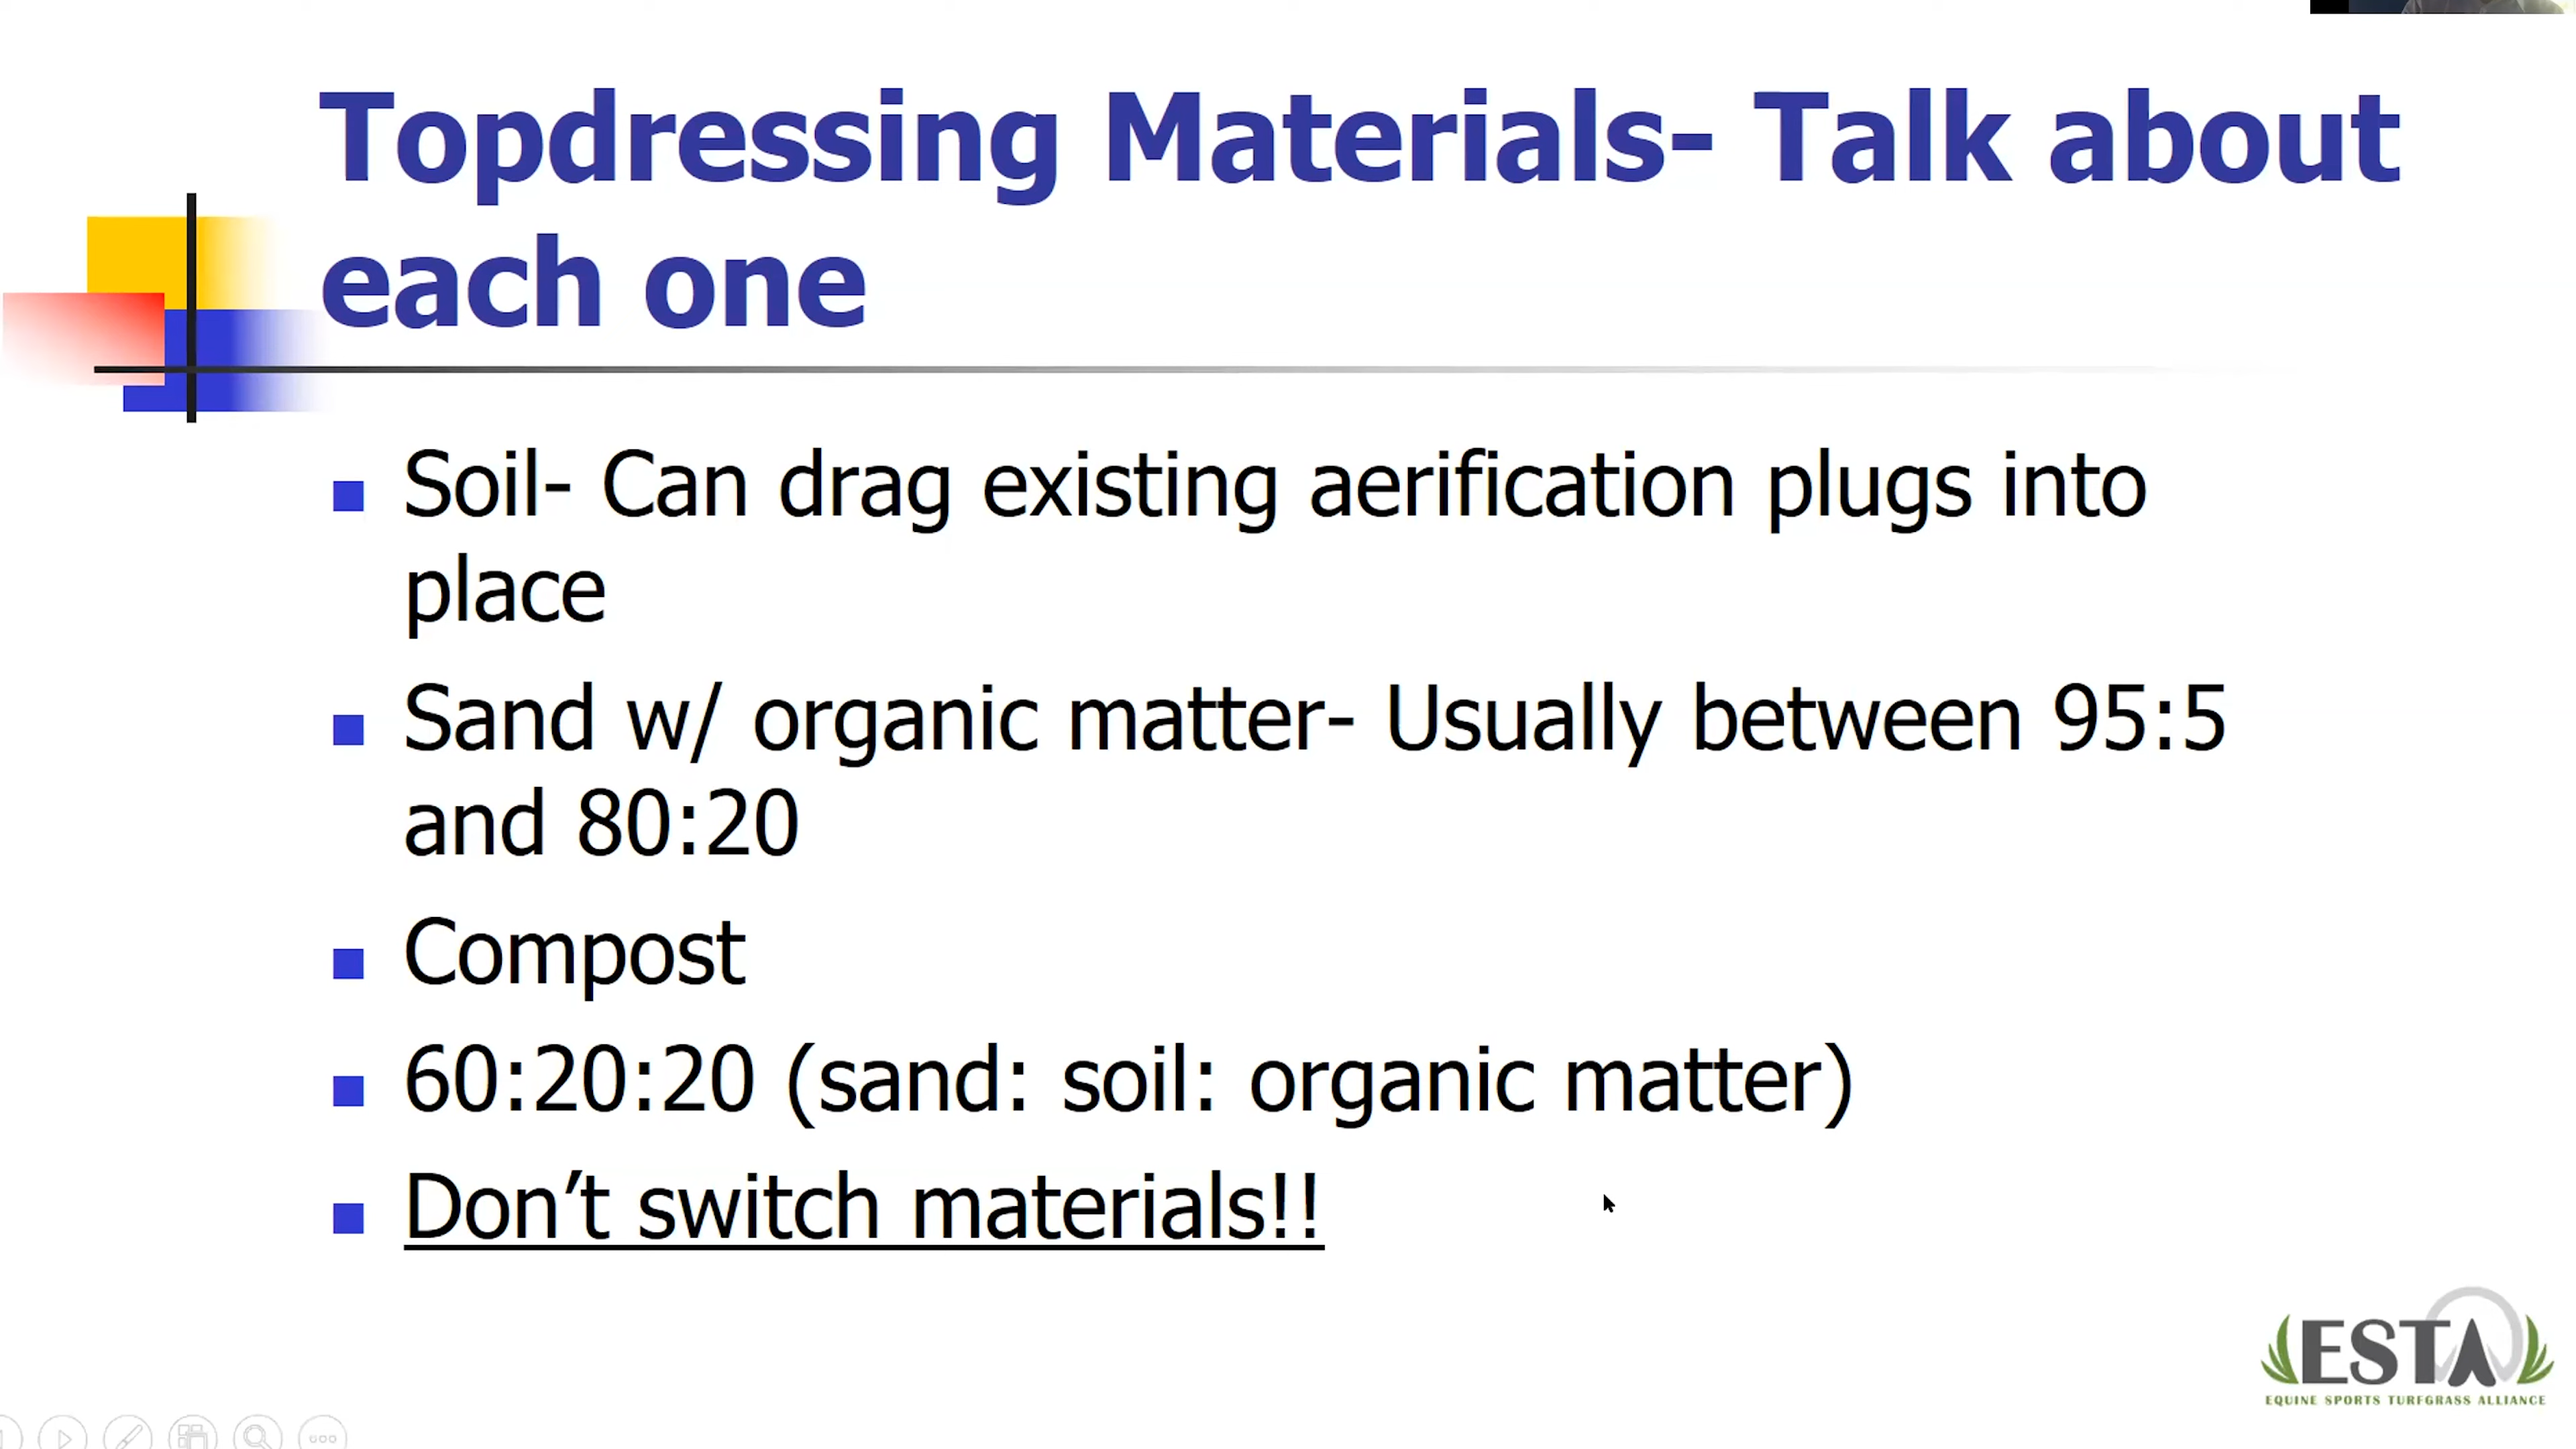 Topdressing Materials- Talk about
each one
Soil- Can drag existing aerification plugs into
place
Sand w/ organic matter- Usually between 95:5
and 80:20
Compost
60:20:20 (sand: soil: organic matter)
Don’t switch materials!!
ESTA
EQUINE SPORTS TURFGRASS ALLIANCE